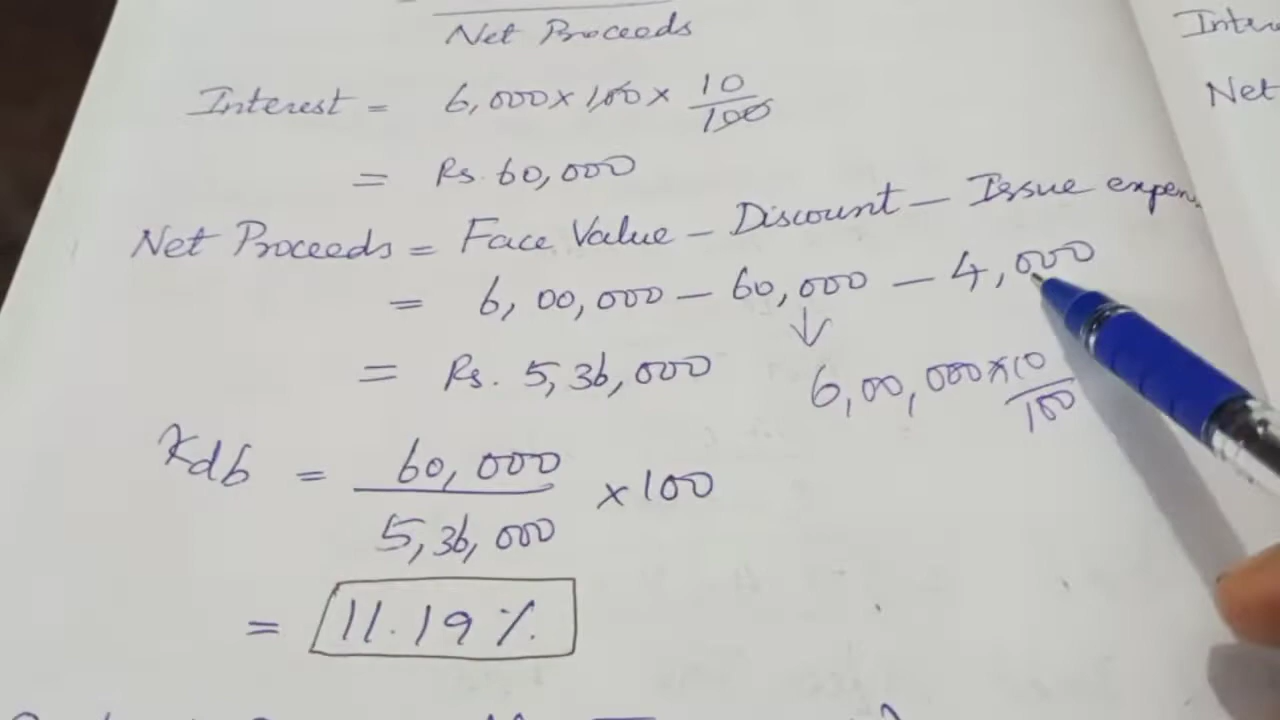 Net Proceeds
Interest = 6,000 × 100 × 10/100
= Rs. 60,000
Net Proceeds = Face Value - Discount - Issue expen
= 6,00,000 - 60,000 - 4,000
↓
= Rs. 5,36,000
6,00,000 × 10/100
Kdb = 60,000/5,36,000 × 100
= 11.19 %.
Net